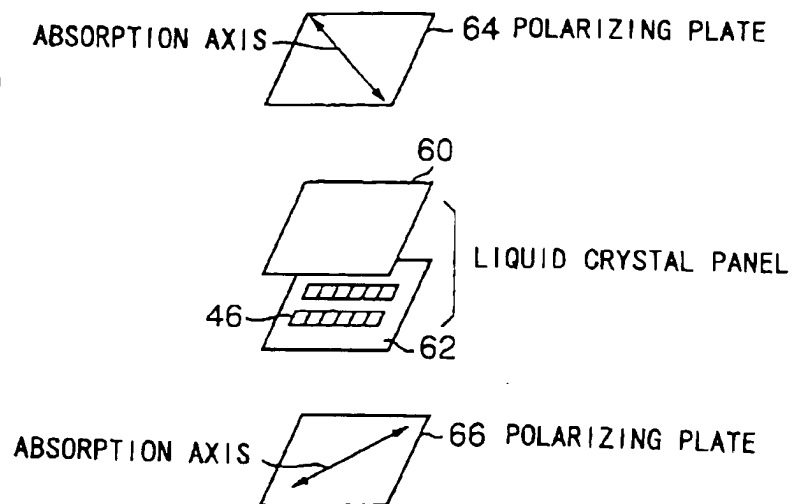 ABSORPTION AXIS
64 POLARIZING PLATE
60
LIQUID CRYSTAL PANEL
46
62
ABSORPTION AXIS
66 POLARIZING PLATE